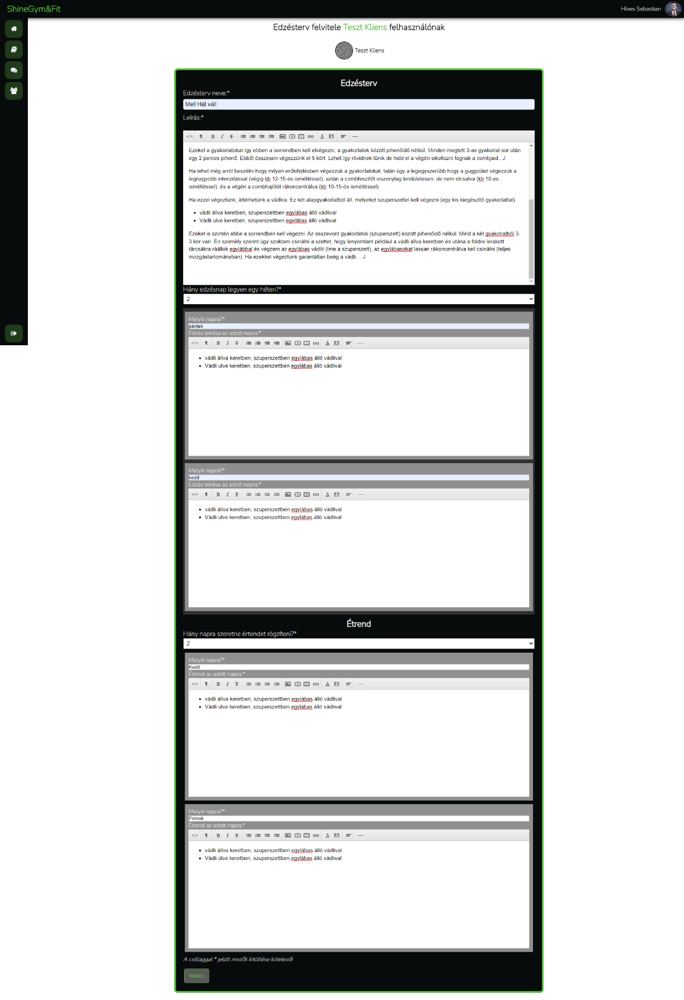 ShineGym&Fit
Híves Sebastian
Edzésterv felvitele Teszt Kliens felhasználónak
Teszt Kliens
Edzésterv
Edzésterv neve:*
Mell Hát váll
Leírás:*
Ezeket a gyakorlatokat így ebben a sorrendben kell elvégezni, a gyakorlatok között pihenőidő nélkül. Minden megtett 3-as gyakorlat sor után
egy 2 perces pihenő. Ebből összesen végezzünk el 5 kört. Lehet így rövidnek tűnik de hidd el a végén sikoltozni fognak a combjaid.. J
Ha lehet még arról beszélni hogy milyen erőkifejtésben végezzük a gyakorlatokat, talán úgy a legegyszerűbb hogy a guggolást végezzük a
legnagyobb intenzitással (végig kb 12-15-ös ismétléssel), aztán a combfeszítőt viszonylag lendületesen, de nem elcsalva (kb 10-es
ismétléssel), és a végén a combhajlítót rákoncentrálva (kb 10-15-ös ismétléssel)
Ha ezzel végeztünk, áttérhetünk a vádlira. Ez két alapgyakorlatból áll, melyeket szuperszettel kell végezni (egy kis kiegészítő gyakorlattal):
• vádli állva keretben, szuperszettben egylábas álló vádlival
• Vádli ülve keretben, szuperszettben egylábas álló vádlival
Ezeket is szintén ebbe a sorrendben kell végezni. Az összevont gyakorlatok (szuperszett) között pihenőidő nélkül. Mind a két gyakolratból 3-
3 kör van. Én személy szerint úgy szoktam csinálni a szettet, hogy lenyomtam például a vádli állva keretben és utána a földre lerakott
tárcsákra ráállok egylábbal és végzem az egylábas vádlit (íme a szuperszett), az egylábasokat lassan rákoncentrálva kell csinálni (teljes
mozgástartományban). Ha ezekkel végeztünk garantáltan beég a vádli… J
Hány edzésnap legyen egy héten?*
2
Melyik napra?*
péntek
Edzés leírása az adott napra:*
• vádli állva keretben, szuperszettben egylábas álló vádlival
• Vádli ülve keretben, szuperszettben egylábas álló vádlival
Melyik napra?*
kedd
Edzés leírása az adott napra:*
• vádli állva keretben, szuperszettben egylábas álló vádlival
• Vádli ülve keretben, szuperszettben egylábas álló vádlival
Étrend
Hány napra szeretne értendet rögzíteni?*
2
Melyik napra?*
Kedd
Étrend az adott napra:*
• vádli állva keretben, szuperszettben egylábas álló vádlival
• Vádli ülve keretben, szuperszettben egylábas álló vádlival
Melyik napra?*
Péntek
Étrend az adott napra:*
• vádli állva keretben, szuperszettben egylábas álló vádlival
• Vádli ülve keretben, szuperszettben egylábas álló vádlival
A csillaggal * jelölt mezők kitöltése kötelező!
Küldés